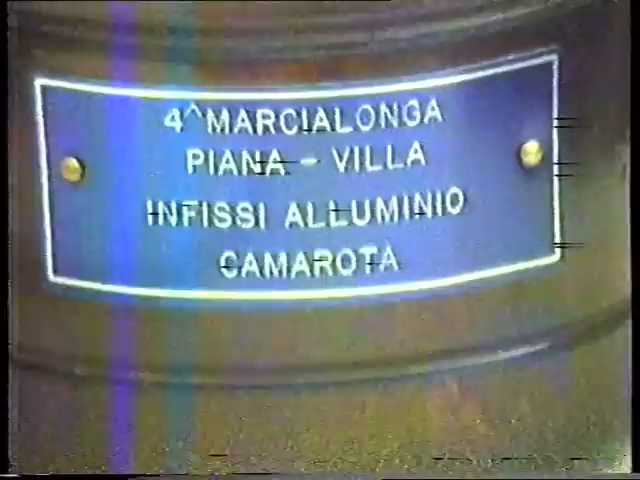 4^MARCIALONGA
PIANA - VILLA
INFISSI ALLUMINIO
CAMAROTA